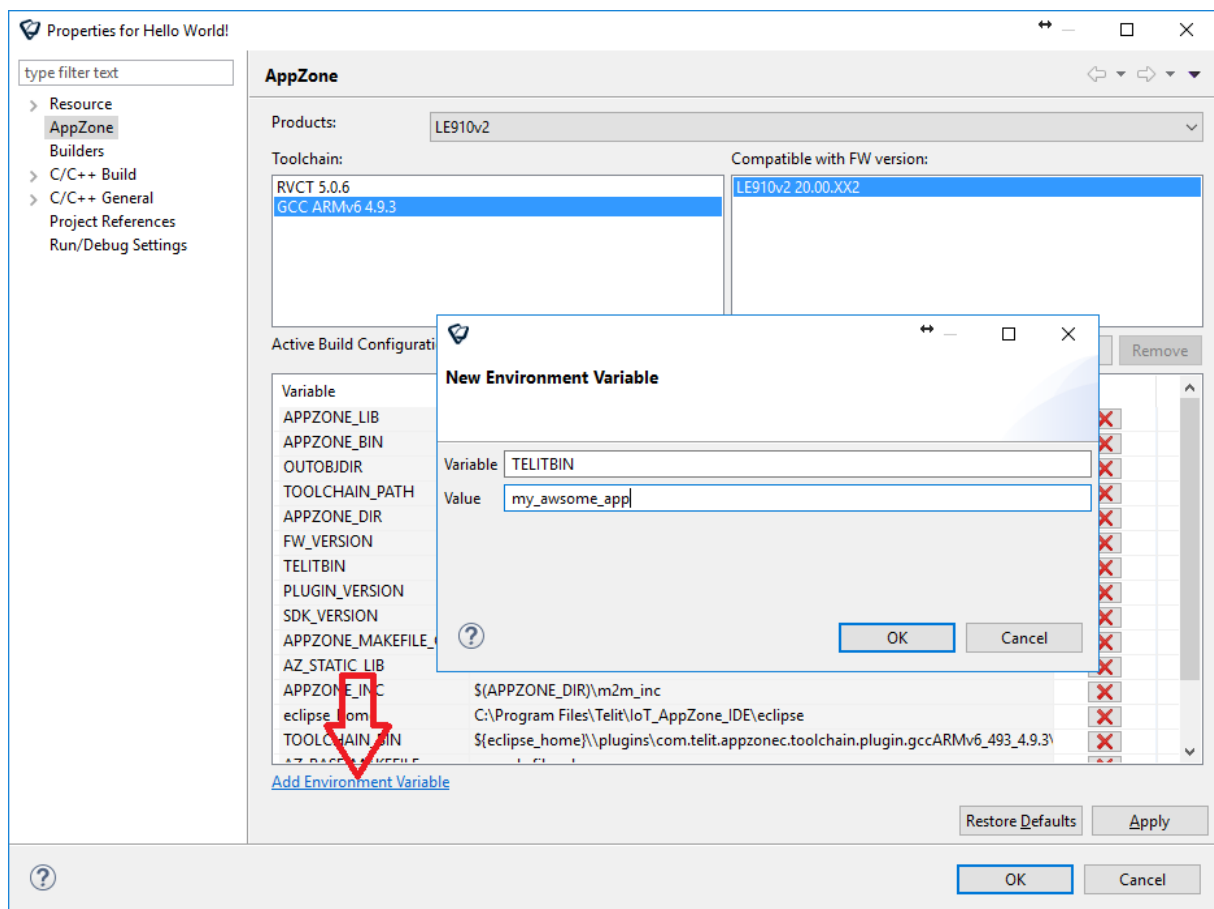 Properties for Hello World!
type filter text
Resource
AppZone
Builders
C/C++ Build
C/C++ General
Project References
Run/Debug Settings
AppZone
Products:
LE910v2
Toolchain:
Compatible with FW version:
RVCT 5.0.6
GCC ARMv6 4.9.3
LE910v2 20.00.XX2
Active Build Configurati
Remove
Variable
APPZONE_LIB
APPZONE_BIN
OUTOBJDIR
TOOLCHAIN_PATH
APPZONE_DIR
FW_VERSION
TELITBIN
PLUGIN_VERSION
SDK_VERSION
APPZONE_MAKEFILE_
AZ_STATIC_LIB
APPZONE_INC $(APPZONE_DIR)\m2m_inc
eclipse_home C:\Program Files\Telit\IoT_AppZone_IDE\eclipse
TOOLCHAIN_BIN ${eclipse_home}\\plugins\com.telit.appzonec.toolchain.plugin.gccARMv6_493_4.9.3\
New Environment Variable
Variable TELITBIN
Value my_awsome_app
OK Cancel
Add Environment Variable
Restore Defaults Apply
OK Cancel